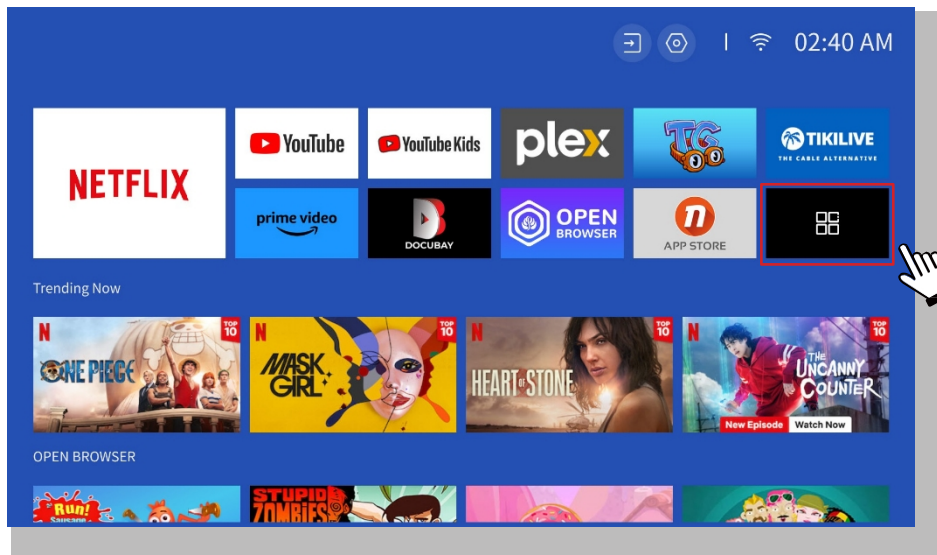 02:40 AM
NETFLIX
YouTube
YouTube Kids
plex
TG
TIKILIVE
THE CABLE ALTERNATIVE
prime video
DOCUBAY
OPEN
BROWSER
n
APP STORE
Trending Now
N
TOP
10
ONE PIECE
N
TOP
10
MASK
GIRL
N
TOP
10
HEART OF STONE
N
TOP
10
THE
UNCANNY
COUNTER
New Episode
Watch Now
OPEN BROWSER
Run!
Sausage
STUPID
ZOMBIES